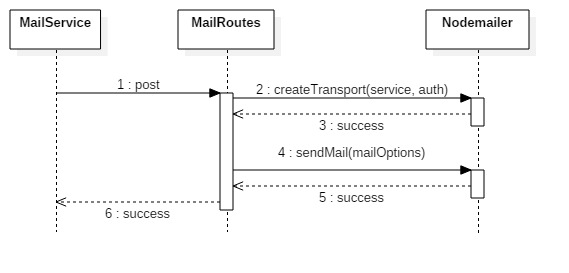 MailService
MailRoutes
Nodemailer
1 : post
2 : createTransport(service, auth)
3 : success
4 : sendMail(mailOptions)
5 : success
6 : success